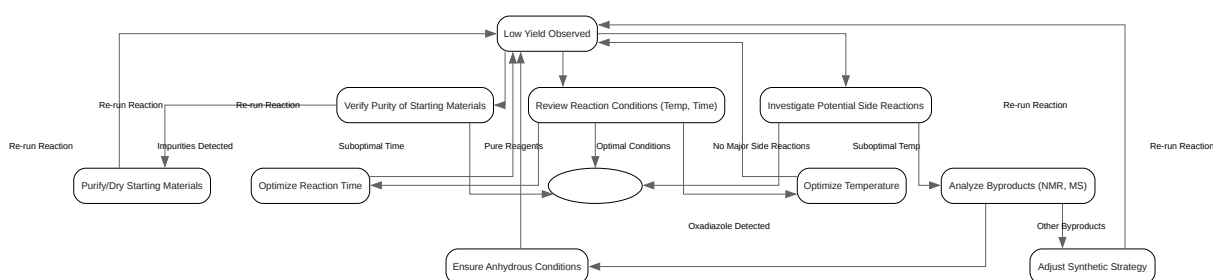 Low Yield Observed
Re-run Reaction
Re-run Reaction
Verify Purity of Starting Materials
Review Reaction Conditions (Temp, Time)
Investigate Potential Side Reactions
Re-run Reaction
Re-run Reaction
Impurities Detected
Suboptimal Time
Pure Reagents
Optimal Conditions
No Major Side Reactions
Suboptimal Temp
Re-run Reaction
Purify/Dry Starting Materials
Optimize Reaction Time
Optimize Temperature
Analyze Byproducts (NMR, MS)
Oxadiazole Detected
Other Byproducts
Ensure Anhydrous Conditions
Adjust Synthetic Strategy